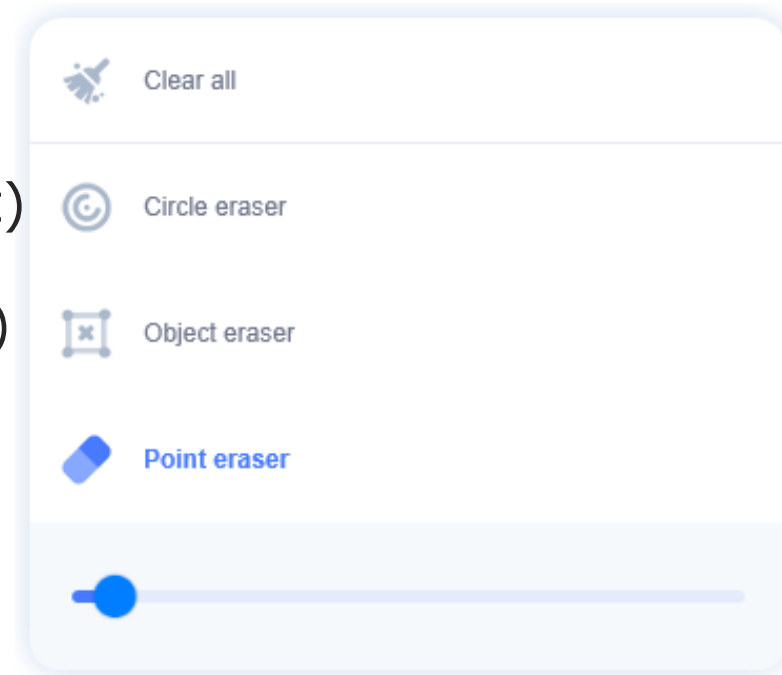 Clear all
)
Circle eraser
)
Object eraser
Point eraser